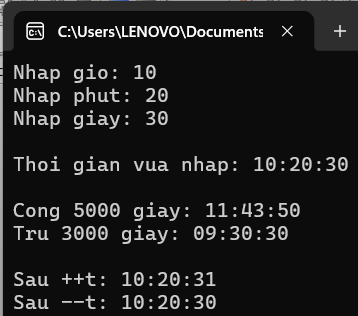 C:\Users\LENOVO\Documents
Nhap gio: 10
Nhap phut: 20
Nhap giay: 30
Thoi gian vua nhap: 10:20:30
Cong 5000 giay: 11:43:50
Tru 3000 giay: 09:30:30
Sau ++t: 10:20:31
Sau --t: 10:20:30